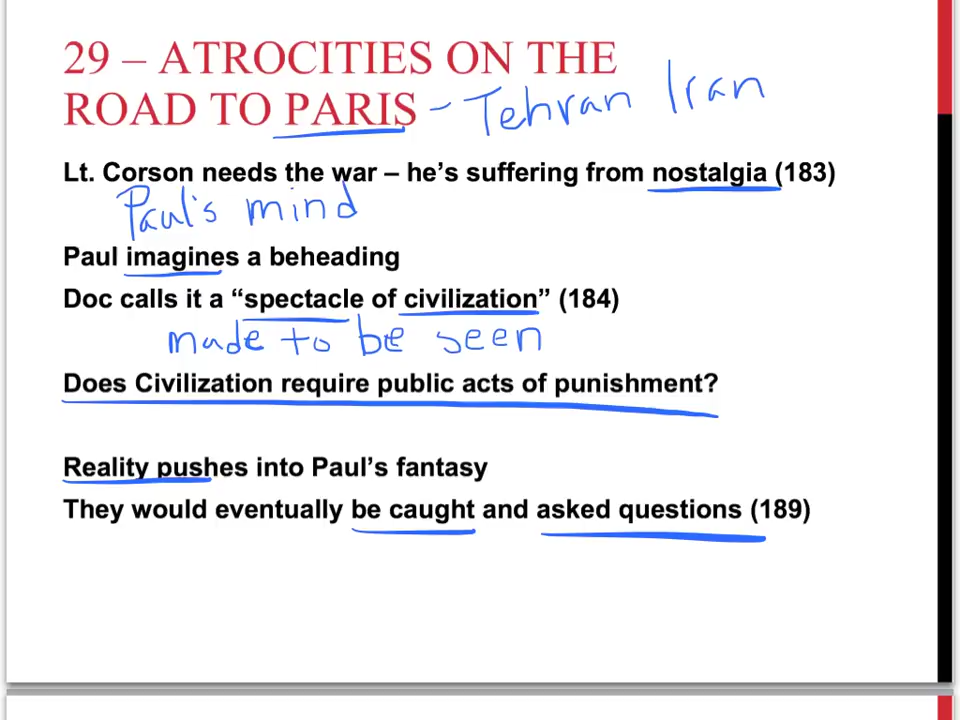 29 – ATROCITIES ON THE
ROAD TO PARIS – Tehran Iran
Lt. Corson needs the war – he's suffering from nostalgia (183)
Paul's mind
Paul imagines a beheading
Doc calls it a “spectacle of civilization” (184)
made to be seen
Does Civilization require public acts of punishment?
Reality pushes into Paul's fantasy
They would eventually be caught and asked questions (189)